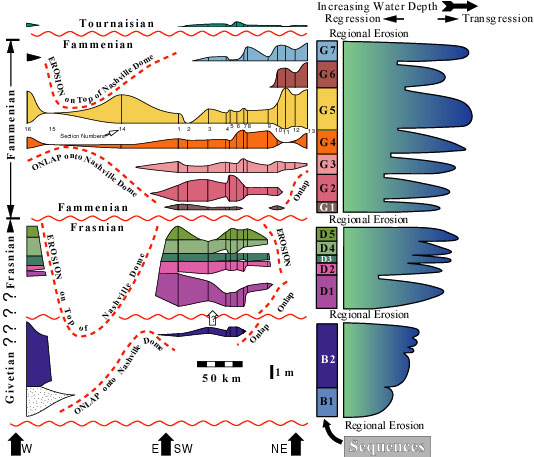 Increasing Water Depth
Tournaisian
Regression
Transgression
Fammenian
Regional Erosion
G7
EROSION
on Top of Nashville Dome
G6
G5
16 15 14 1 2 3 4 5 6 7 8 9 10 11 12 13
Section Numbers
G4
ONLAP onto Nashville Dome
G3
Onlap
G2
G1
Fammenian
Fammenian
Regional Erosion
Frasnian
D5
EROSION
on Top of
Nashville Dome
EROSION
D4
D3
D2
D1
Onlap
Frasnian
Regional Erosion
?
? ? ? ?
Givetian
B2
ONLAP onto Nashville Dome
Onlap
50 km
1 m
B1
Regional Erosion
W
E
SW
NE
Sequences